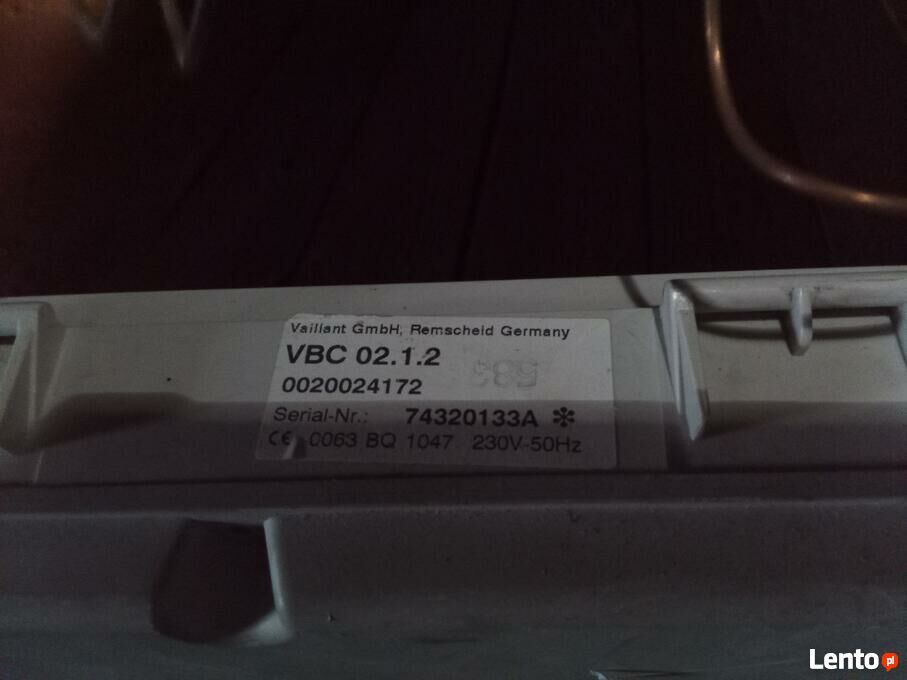 Vaillant GmbH, Remscheid Germany
VBC 02.1.2
583
0020024172
Serial-Nr.: 74320133A ✻
CE 0063 BQ 1047 230V~50Hz
Lento pl